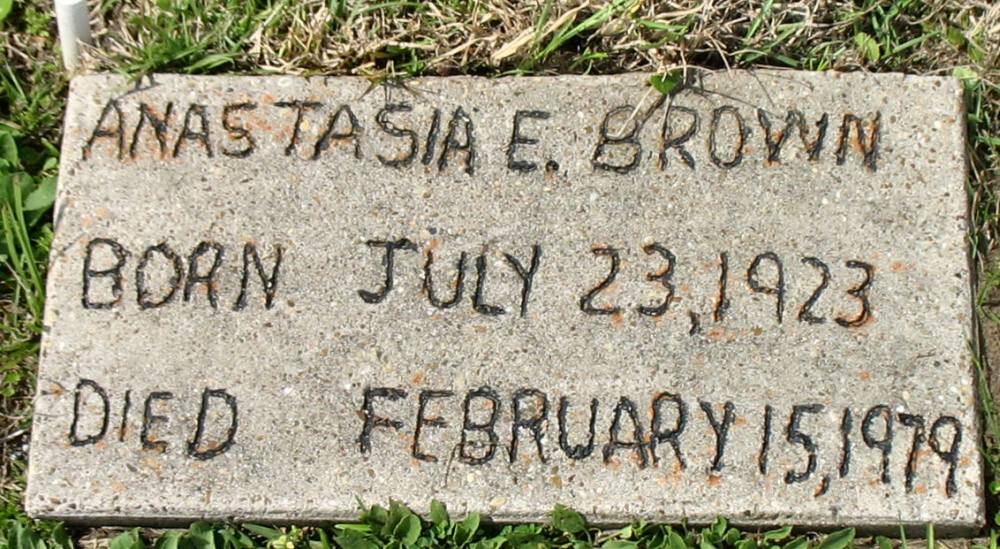 ANASTASIA E. BROWN
BORN JULY 23, 1923
DIED FEBRUARY 15, 1979